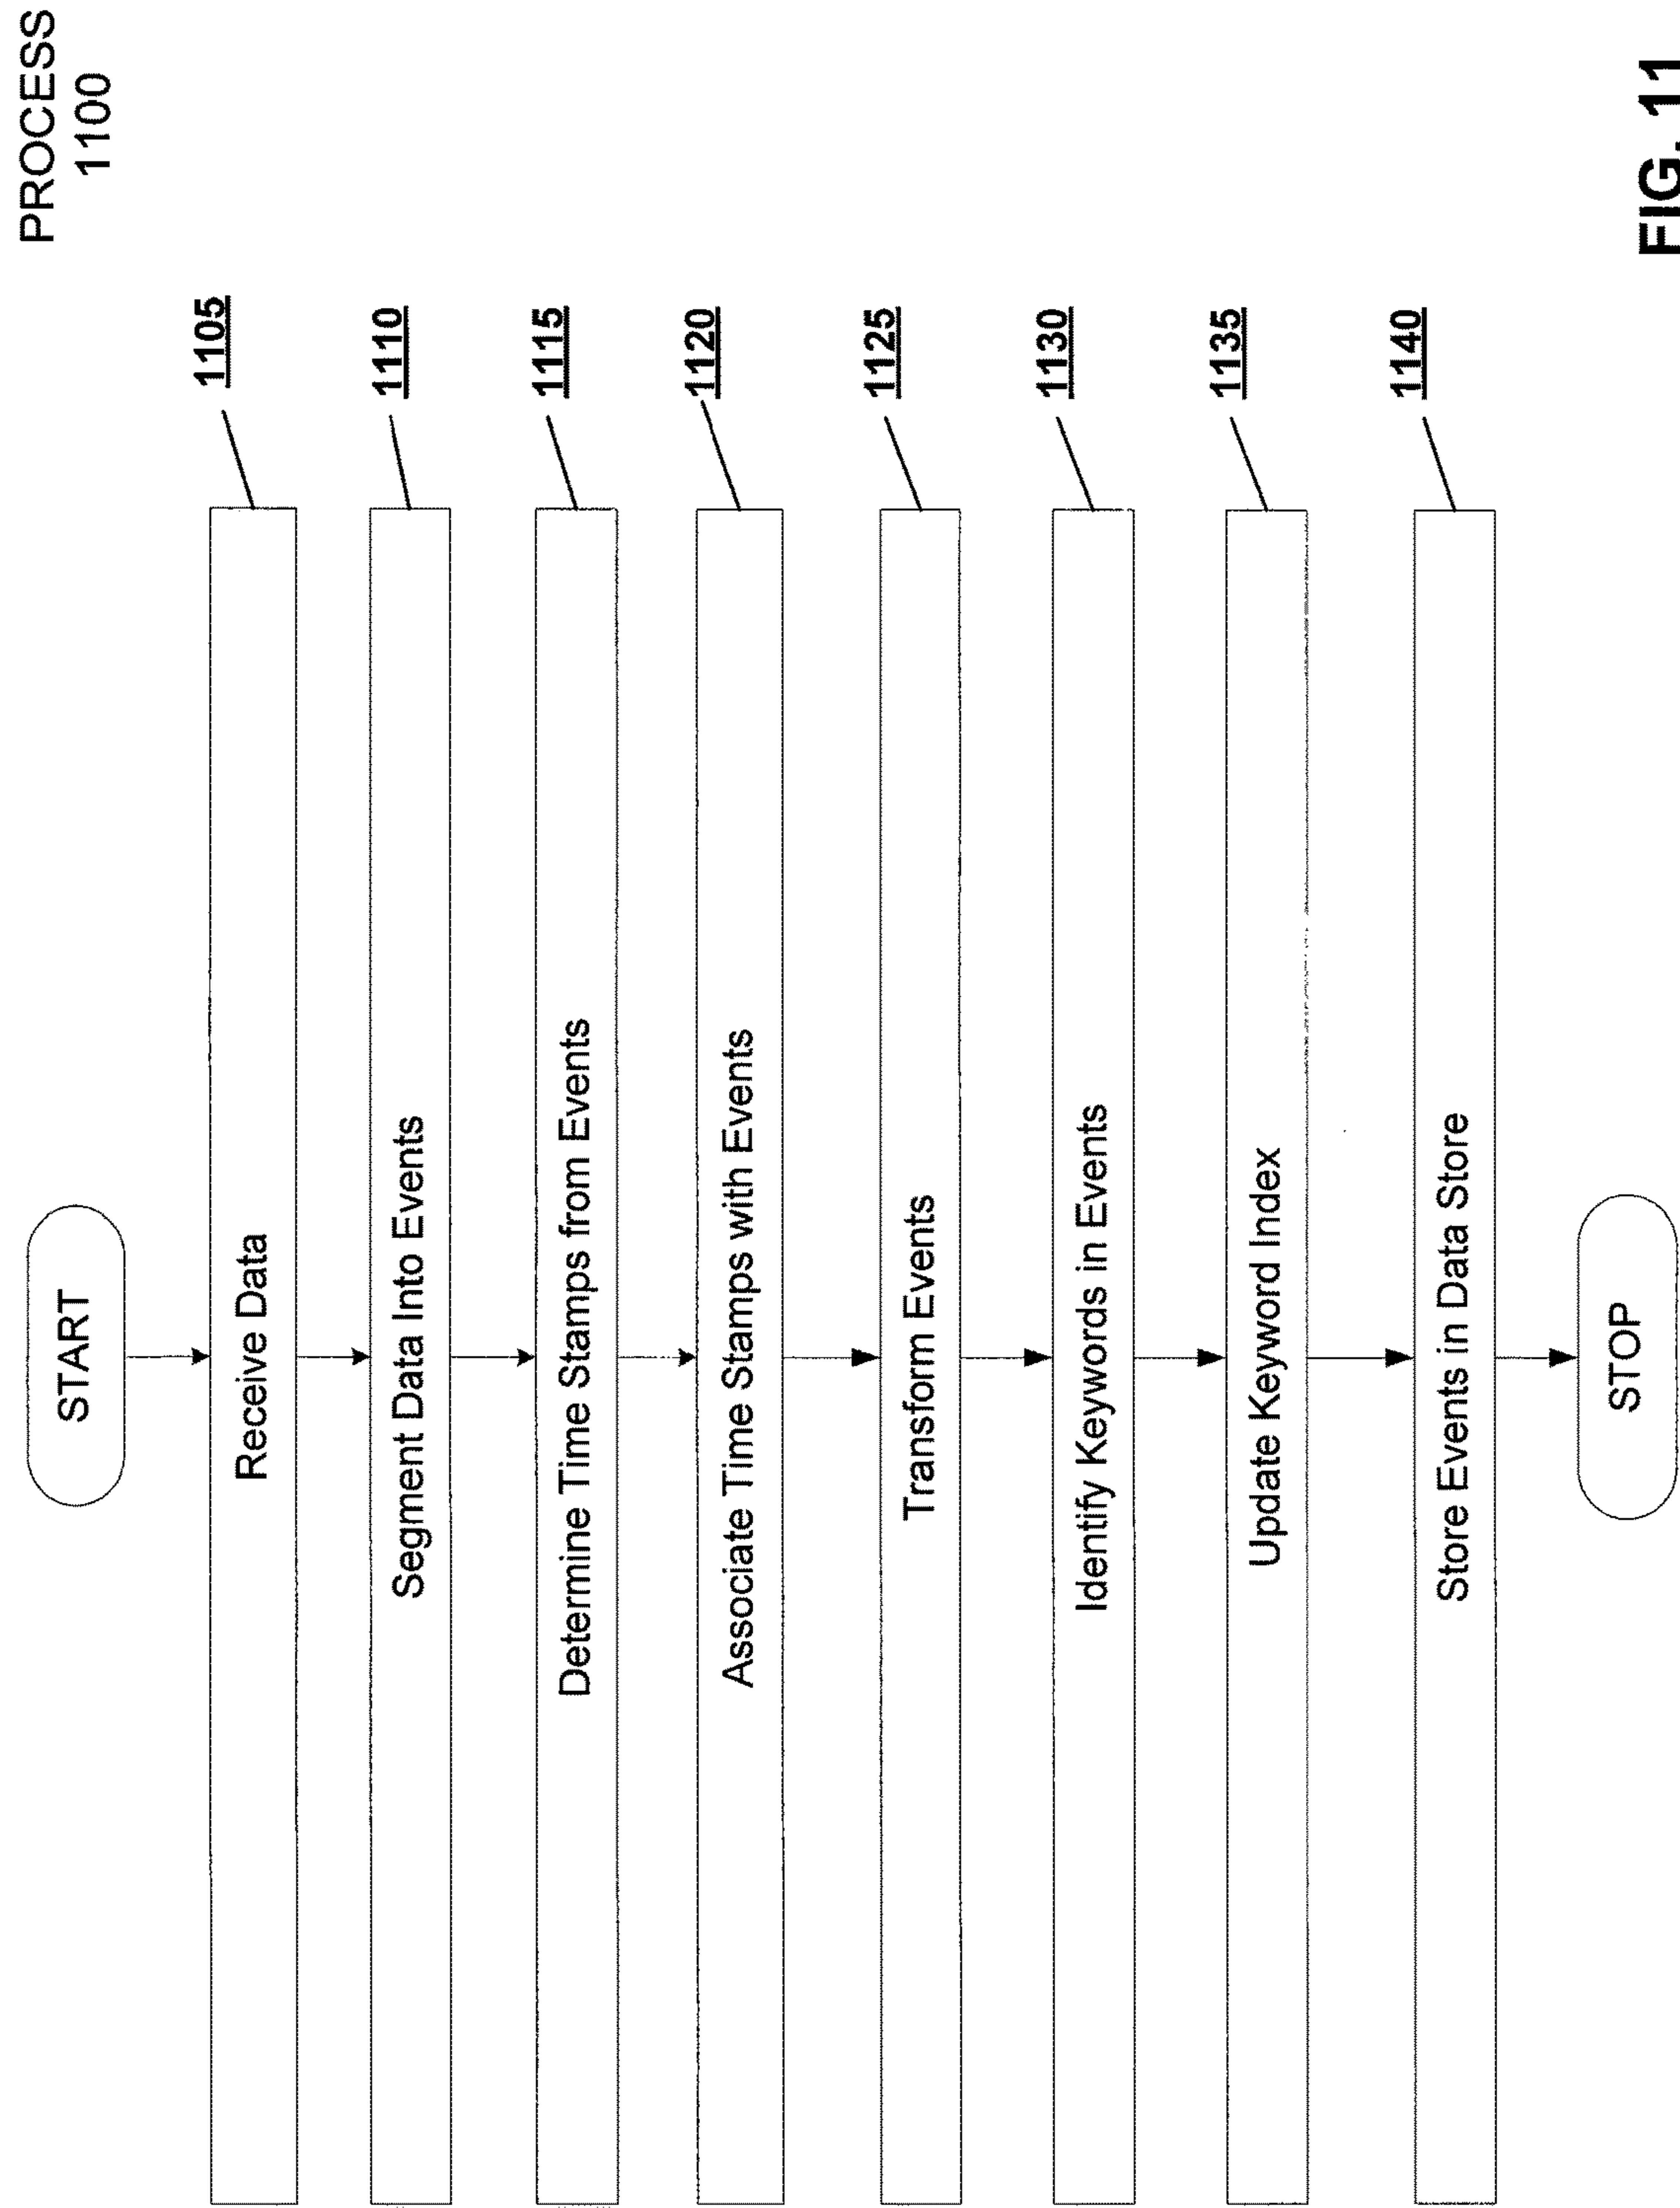 PROCESS
1100
START
Receive Data
1105
Segment Data Into Events
1110
Determine Time Stamps from Events
1115
Associate Time Stamps with Events
1120
Transform Events
1125
Identify Keywords in Events
1130
Update Keyword Index
1135
Store Events in Data Store
1140
STOP
FIG. 11